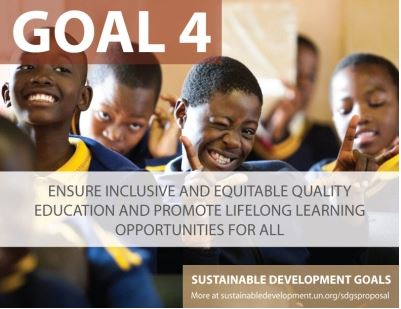 GOAL 4
ENSURE INCLUSIVE AND EQUITABLE QUALITY
EDUCATION AND PROMOTE LIFELONG LEARNING
OPPORTUNITIES FOR ALL
SUSTAINABLE DEVELOPMENT GOALS
More at sustainabledevelopment.un.org/sdgsproposal